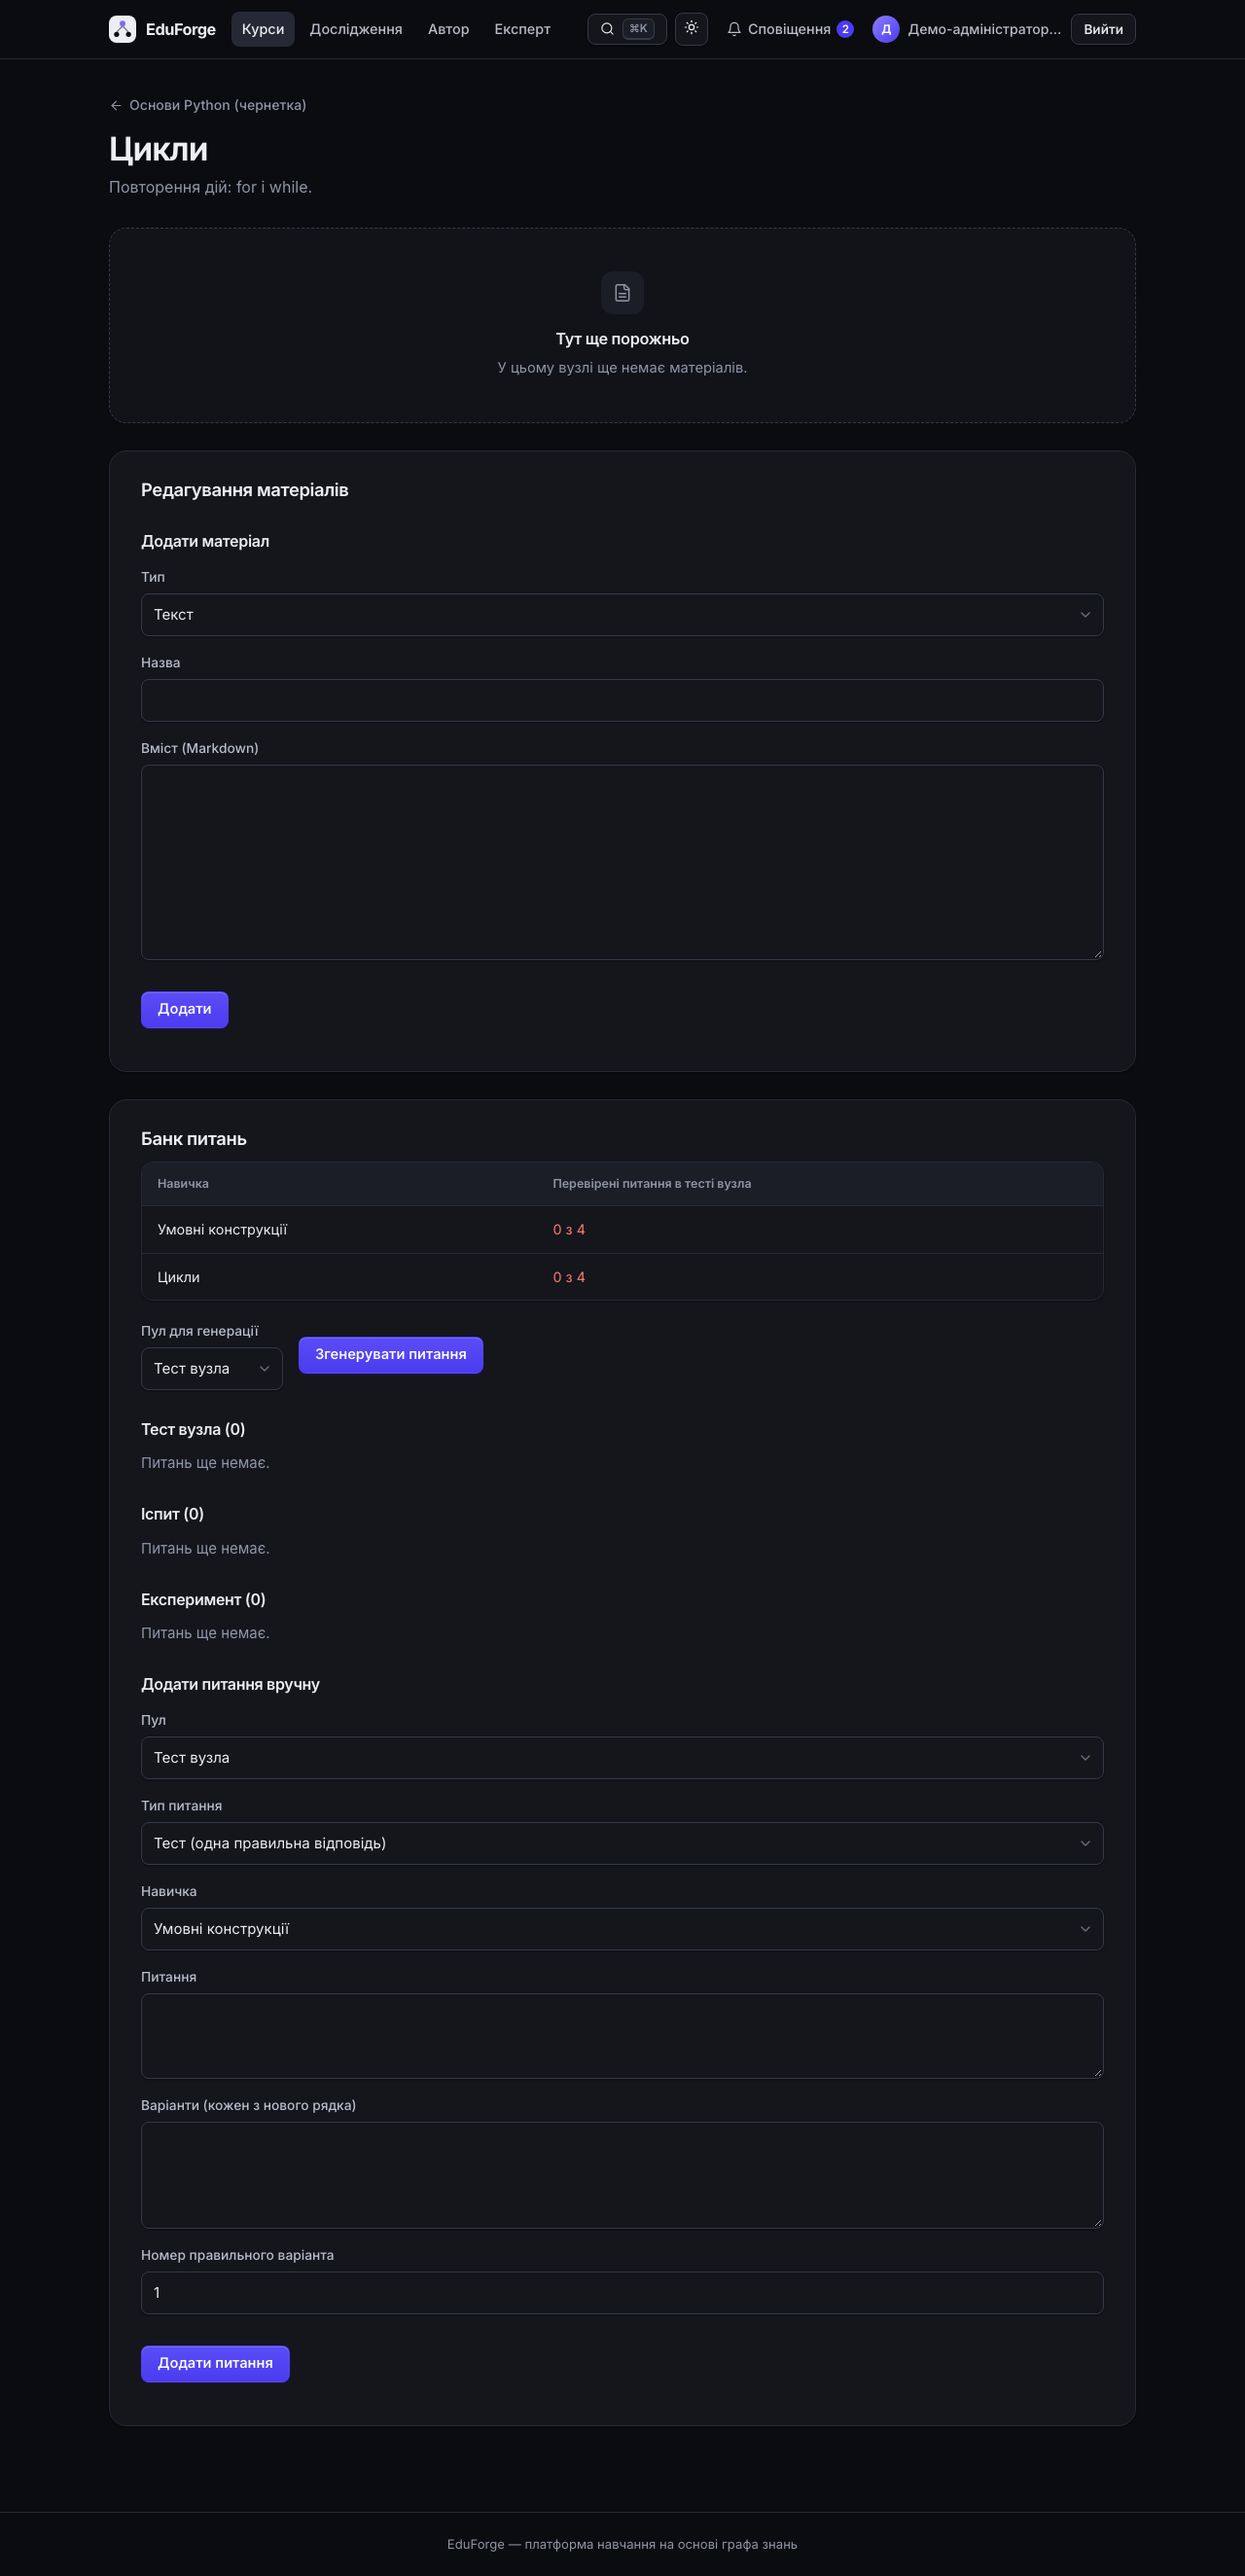 EduForge
Курси
Дослідження
Автор
Експерт
⌘K
Сповіщення 2
Д
Демо-адміністратор...
Вийти
← Основи Python (чернетка)
Цикли
Повторення дій: for і while.
Тут ще порожньо
У цьому вузлі ще немає матеріалів.
Редагування матеріалів
Додати матеріал
Тип
Текст
Назва
Вміст (Markdown)
Додати
Банк питань
Навичка
Перевірені питання в тесті вузла
Умовні конструкції
0 з 4
Цикли
0 з 4
Пул для генерації
Тест вузла
Згенерувати питання
Тест вузла (0)
Питань ще немає.
Іспит (0)
Питань ще немає.
Експеримент (0)
Питань ще немає.
Додати питання вручну
Пул
Тест вузла
Тип питання
Тест (одна правильна відповідь)
Навичка
Умовні конструкції
Питання
Варіанти (кожен з нового рядка)
Номер правильного варіанта
1
Додати питання
EduForge — платформа навчання на основі графа знань